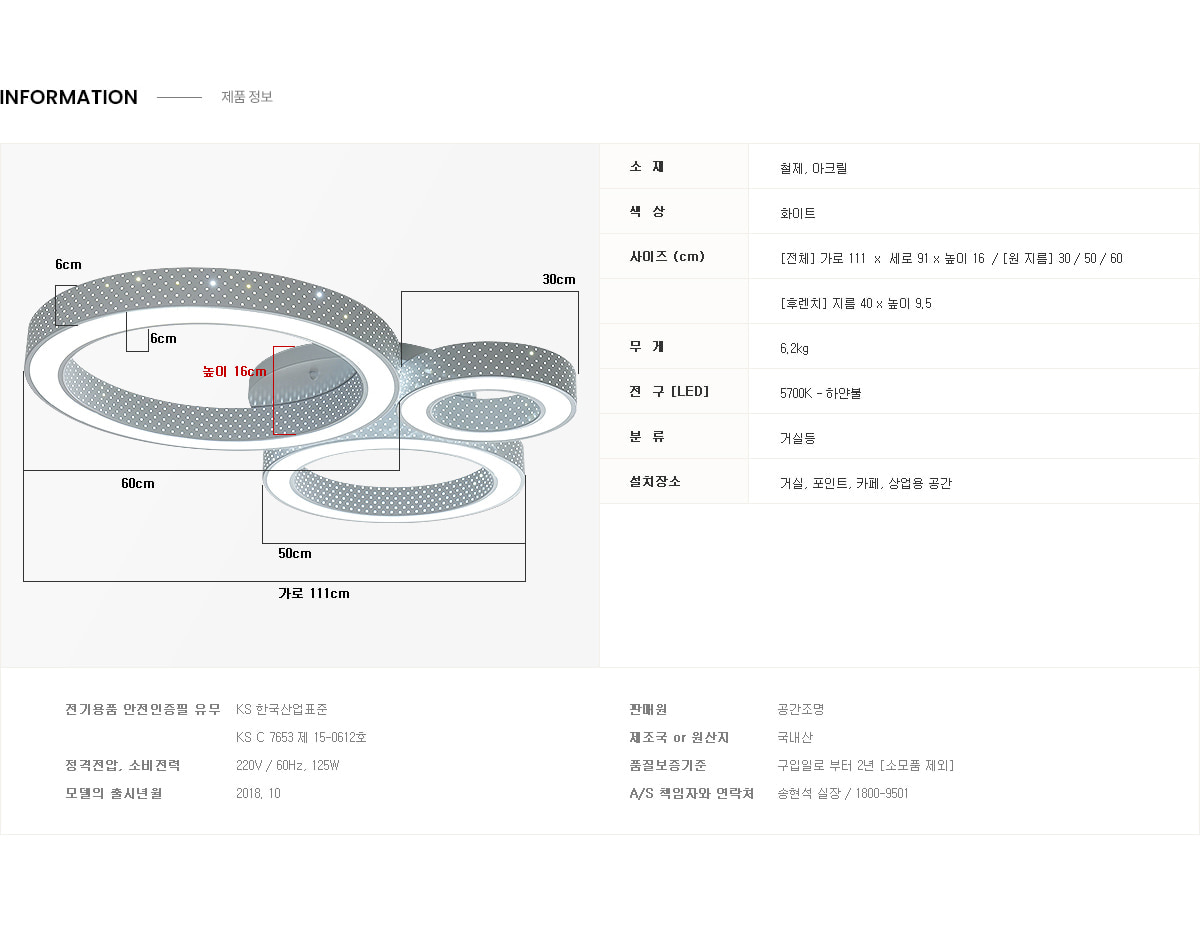 INFORMATION 제품 정보
6cm
30cm
6cm
높이 16cm
60cm
50cm
가로 111cm
소 재 철제, 아크릴
색 상 화이트
사이즈 (cm) [전체] 가로 111 x 세로 91 x 높이 16 / [원 지름] 30 / 50 / 60
[후렌치] 지름 40 x 높이 9.5
무 게 6.2kg
전 구 [LED] 5700K - 하얀불
분 류 거실등
설치장소 거실, 포인트, 카페, 상업용 공간
전기용품 안전인증필 유무 KS 한국산업표준
KS C 7653 제 15-0612호
정격전압, 소비전력 220V / 60Hz, 125W
모델의 출시년월 2018. 10
판매원 공간조명
제조국 or 원산지 국내산
품질보증기준 구입일로 부터 2년 [소모품 제외]
A/S 책임자와 연락처 송현석 실장 / 1800-9501